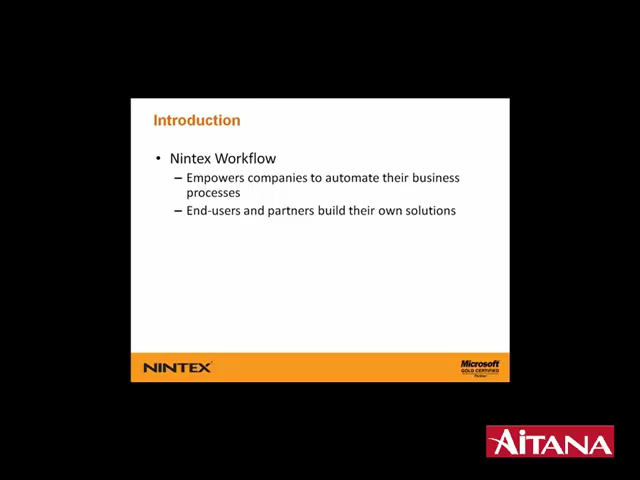 Introduction
• Nintex Workflow
– Empowers companies to automate their business
processes
– End-users and partners build their own solutions
NINTEX
Microsoft
GOLD CERTIFIED
Partner
AiTANA